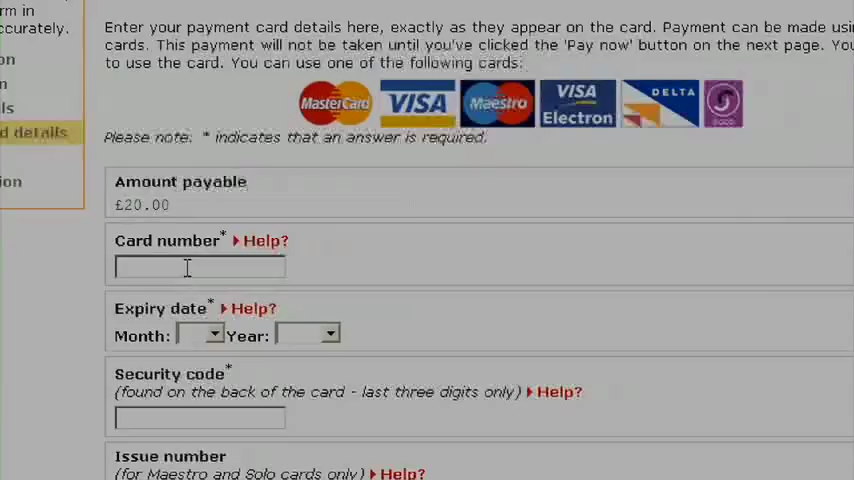 rm in
ccurately.
on
n
ls
d details
ion
Enter your payment card details here, exactly as they appear on the card. Payment can be made usi
cards. This payment will not be taken until you've clicked the 'Pay now' button on the next page. You
to use the card. You can use one of the following cards:
MasterCard VISA Maestro VISA Electron DELTA
Please note: * indicates that an answer is required.
Amount payable
£20.00
Card number* Help?
Expiry date* Help?
Month: Year:
Security code*
(found on the back of the card - last three digits only) Help?
Issue number
(for Maestro and Solo cards only) Help?